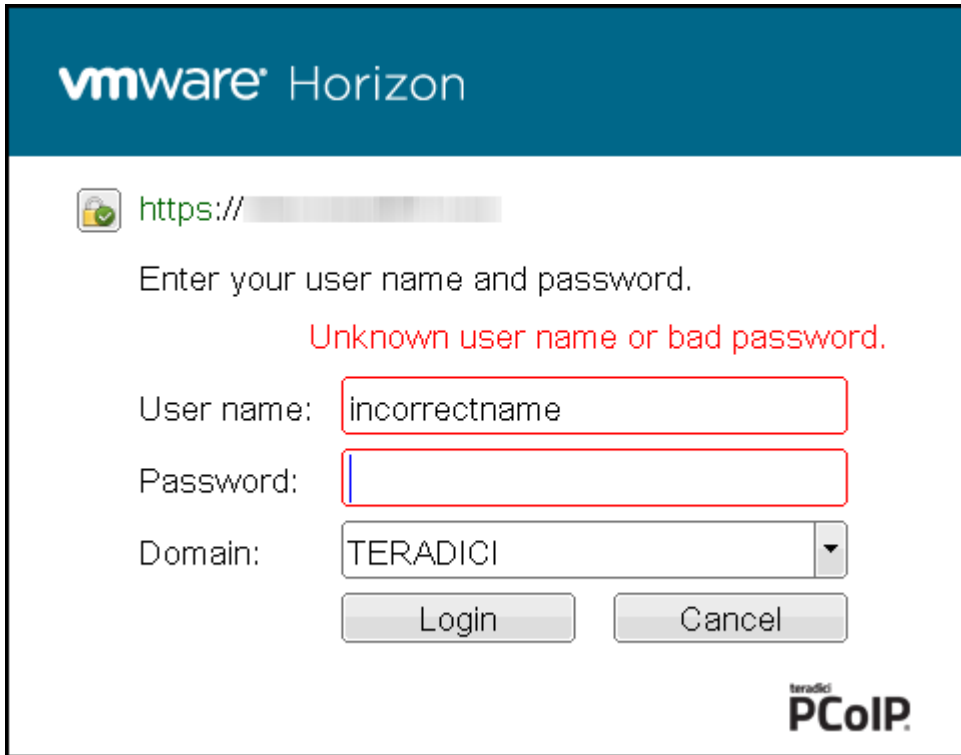 vmware® Horizon
https://
Enter your user name and password.
Unknown user name or bad password.
User name: incorrectname
Password:
Domain: TERADICI
Login Cancel
teradici
PCoIP®